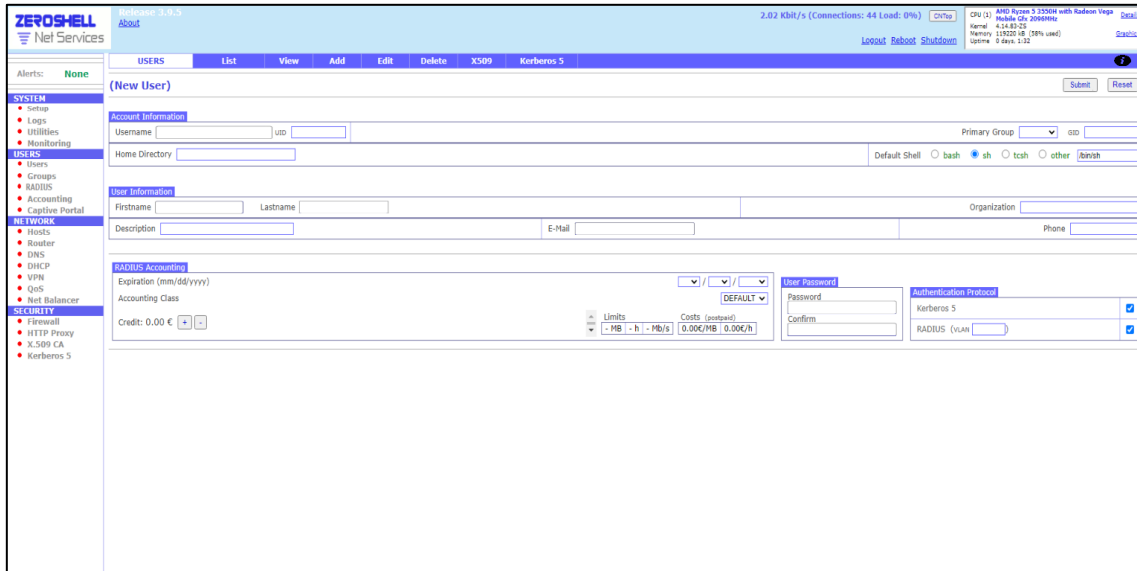 ZEROSHELL
Net Services
Release 3.9.5
About
2.02 Kbit/s (Connections: 44 Load: 0%) CNTop
Logout Reboot Shutdown
CPU (1) AMD Ryzen 5 3550H with Radeon Vega Mobile Gfx 2096MHz
Kernel 4.14.83-ZS
Memory 119220 kB (58% used)
Uptime 0 days, 1:32
Detail
Graphic
Alerts: None
USERS List View Add Edit Delete X509 Kerberos 5 i
(New User) Submit Reset
SYSTEM
Setup
Logs
Utilities
Monitoring
USERS
Users
Groups
RADIUS
Accounting
Captive Portal
NETWORK
Hosts
Router
DNS
DHCP
VPN
QoS
Net Balancer
SECURITY
Firewall
HTTP Proxy
X.509 CA
Kerberos 5
Account Information
Username UID Primary Group GID
Home Directory Default Shell bash sh tcsh other /bin/sh
User Information
Firstname Lastname Organization
Description E-Mail Phone
RADIUS Accounting
Expiration (mm/dd/yyyy) / /
Accounting Class DEFAULT
Credit: 0.00 € + -
Limits Costs (postpaid)
- MB - h - Mb/s 0.00€/MB 0.00€/h
User Password
Password
Confirm
Authentication Protocol
Kerberos 5
RADIUS (VLAN )